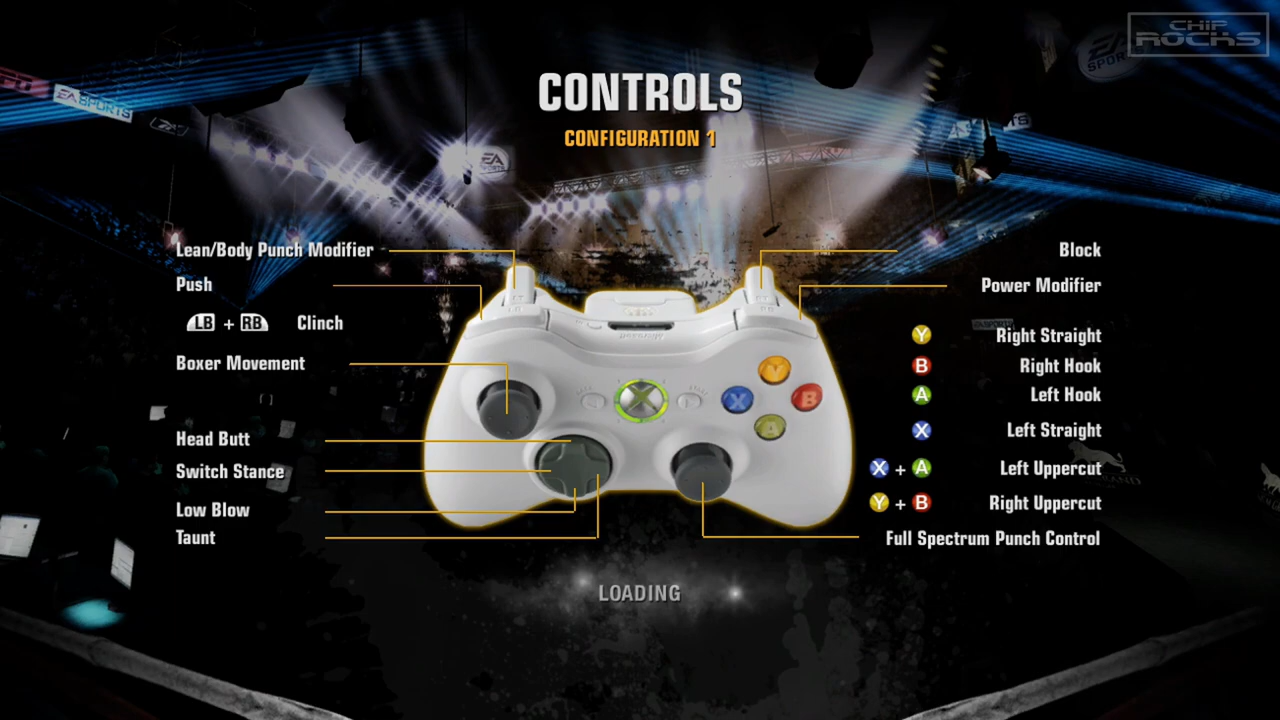 CHIP
ROCKS
EA SPORTS
EA
SPORTS
CONTROLS
CONFIGURATION 1
Lean/Body Punch Modifier
Push
LB + RB Clinch
Boxer Movement
Head Butt
Switch Stance
Low Blow
Taunt
Block
Power Modifier
Y Right Straight
B Right Hook
A Left Hook
X Left Straight
X + A Left Uppercut
Y + B Right Uppercut
Full Spectrum Punch Control
Y
X
B
A
LOADING